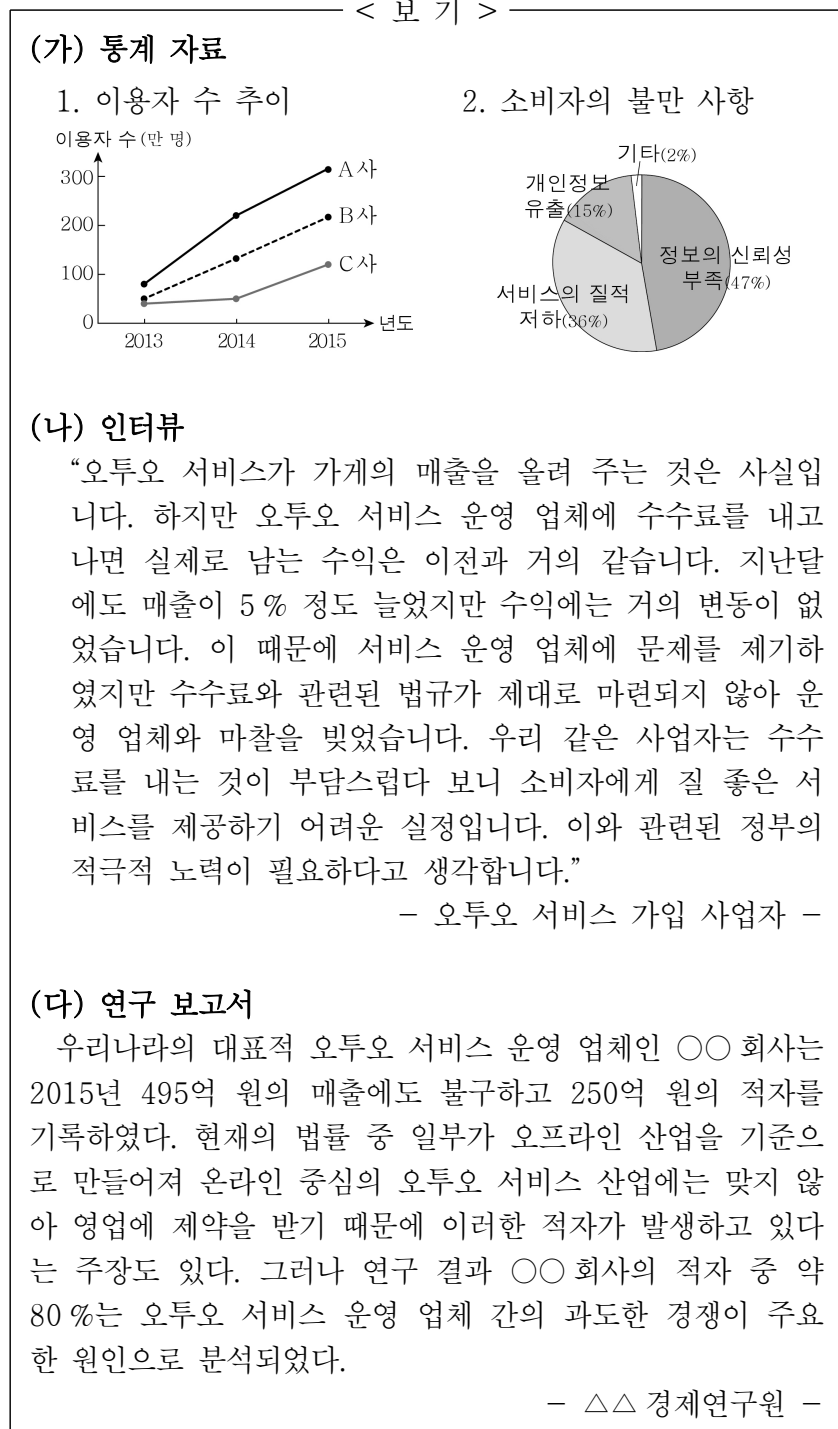 < 보 기 >
(가) 통계 자료
1. 이용자 수 추이
2. 소비자의 불만 사항
이용자 수(만 명)
300
200
100
0
2013
2014
2015
년도
A사
B사
C사
기타(2%)
개인정보
유출(15%)
정보의 신뢰성
부족(47%)
서비스의 질적
저하(36%)
(나) 인터뷰
“오투오 서비스가 가게의 매출을 올려 주는 것은 사실입
니다. 하지만 오투오 서비스 운영 업체에 수수료를 내고
나면 실제로 남는 수익은 이전과 거의 같습니다. 지난달
에도 매출이 5 % 정도 늘었지만 수익에는 거의 변동이 없
었습니다. 이 때문에 서비스 운영 업체에 문제를 제기하
였지만 수수료와 관련된 법규가 제대로 마련되지 않아 운
영 업체와 마찰을 빚었습니다. 우리 같은 사업자는 수수
료를 내는 것이 부담스럽다 보니 소비자에게 질 좋은 서
비스를 제공하기 어려운 실정입니다. 이와 관련된 정부의
적극적 노력이 필요하다고 생각합니다.”
- 오투오 서비스 가입 사업자 -
(다) 연구 보고서
우리나라의 대표적 오투오 서비스 운영 업체인 ○○ 회사는
2015년 495억 원의 매출에도 불구하고 250억 원의 적자를
기록하였다. 현재의 법률 중 일부가 오프라인 산업을 기준으
로 만들어져 온라인 중심의 오투오 서비스 산업에는 맞지 않
아 영업에 제약을 받기 때문에 이러한 적자가 발생하고 있다
는 주장도 있다. 그러나 연구 결과 ○○ 회사의 적자 중 약
80 %는 오투오 서비스 운영 업체 간의 과도한 경쟁이 주요
한 원인으로 분석되었다.
- △△ 경제연구원 -